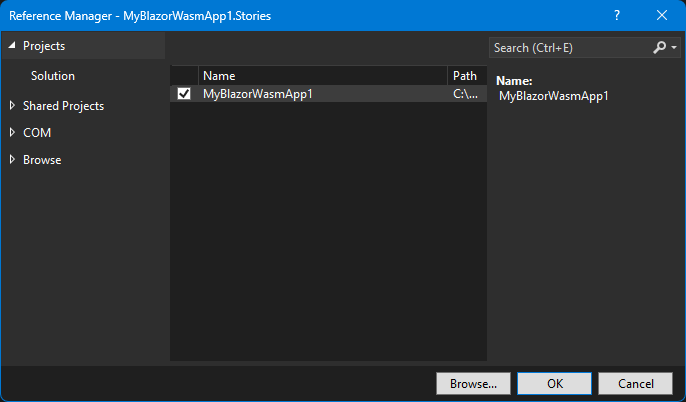 Reference Manager - MyBlazorWasmApp1.Stories
?
Projects
Search (Ctrl+E)
Solution
Shared Projects
COM
Browse
Name Path
MyBlazorWasmApp1 C:\...
Name:
MyBlazorWasmApp1
Browse... OK Cancel